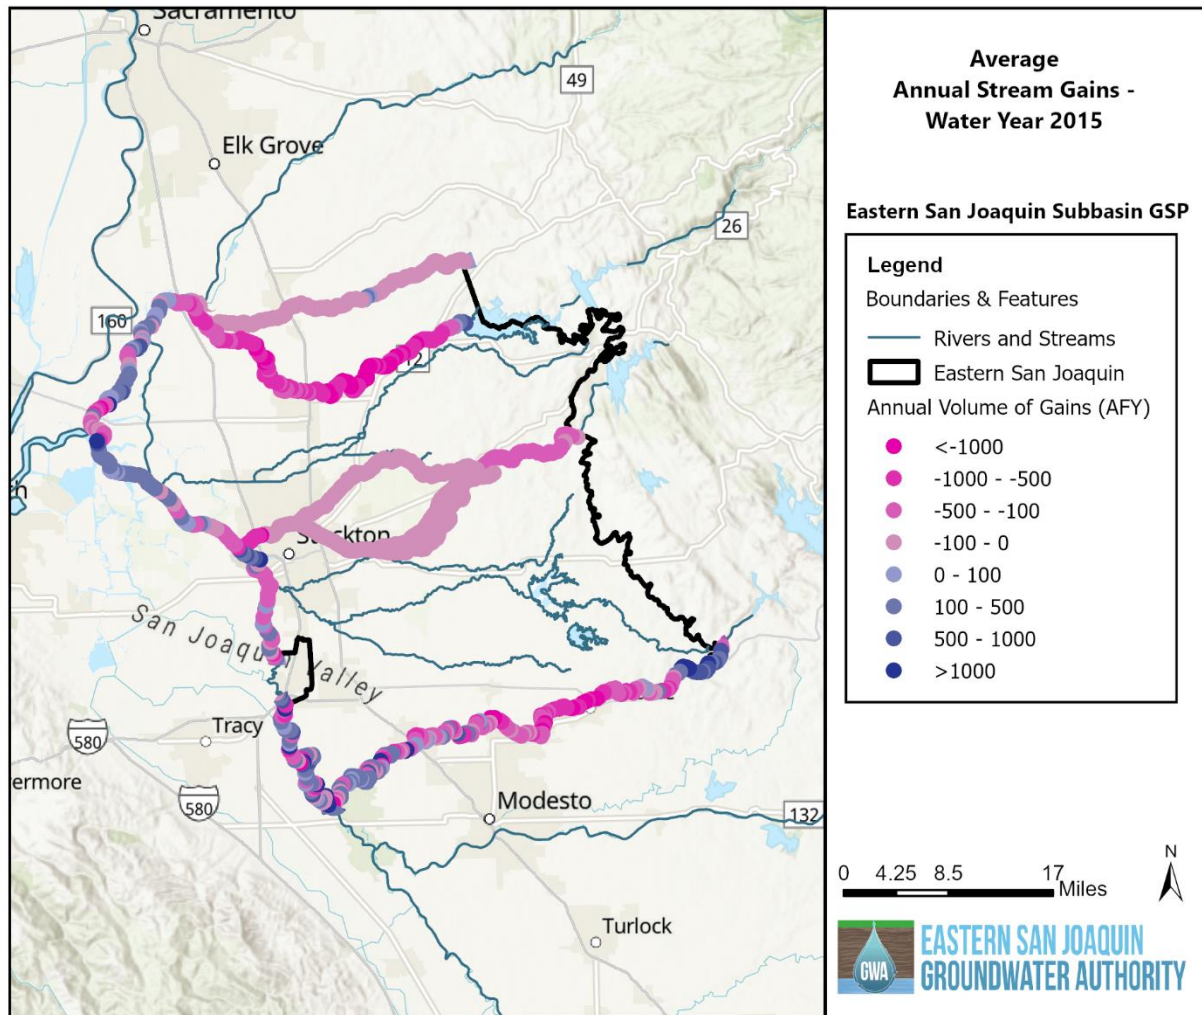 Sacramento
49
Elk Grove
26
160
12
Stockton
San Joaquin Valley
Tracy
580
ermore
580
Modesto
132
Turlock
Average
Annual Stream Gains -
Water Year 2015
Eastern San Joaquin Subbasin GSP
Legend
Boundaries & Features
Rivers and Streams
Eastern San Joaquin
Annual Volume of Gains (AFY)
<-1000
-1000 - -500
-500 - -100
-100 - 0
0 - 100
100 - 500
500 - 1000
>1000
0 4.25 8.5 17 Miles
N
GWA
EASTERN SAN JOAQUIN
GROUNDWATER AUTHORITY